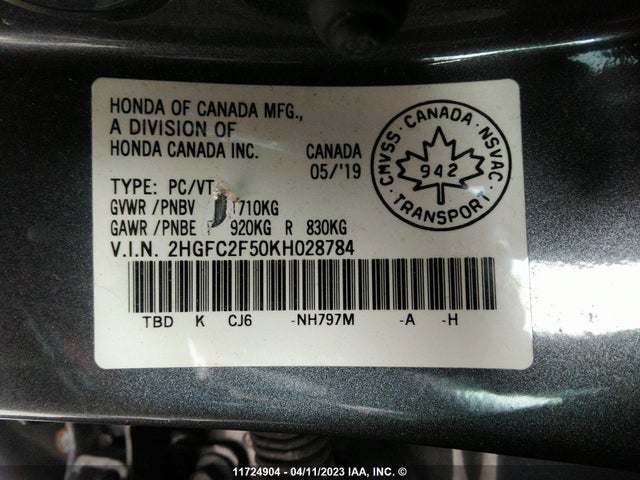 HONDA OF CANADA MFG.,
A DIVISION OF
HONDA CANADA INC.
CANADA
05/'19
CMVSS · CANADA · NSVAC
942
TRANSPORT
TYPE: PC/VT
GVWR /PNBV 1710KG
GAWR /PNBE F 920KG R 830KG
V.I.N. 2HGFC2F50KH028784
TBD K CJ6 -NH797M -A -H
11724904 - 04/11/2023 IAA, INC. ©